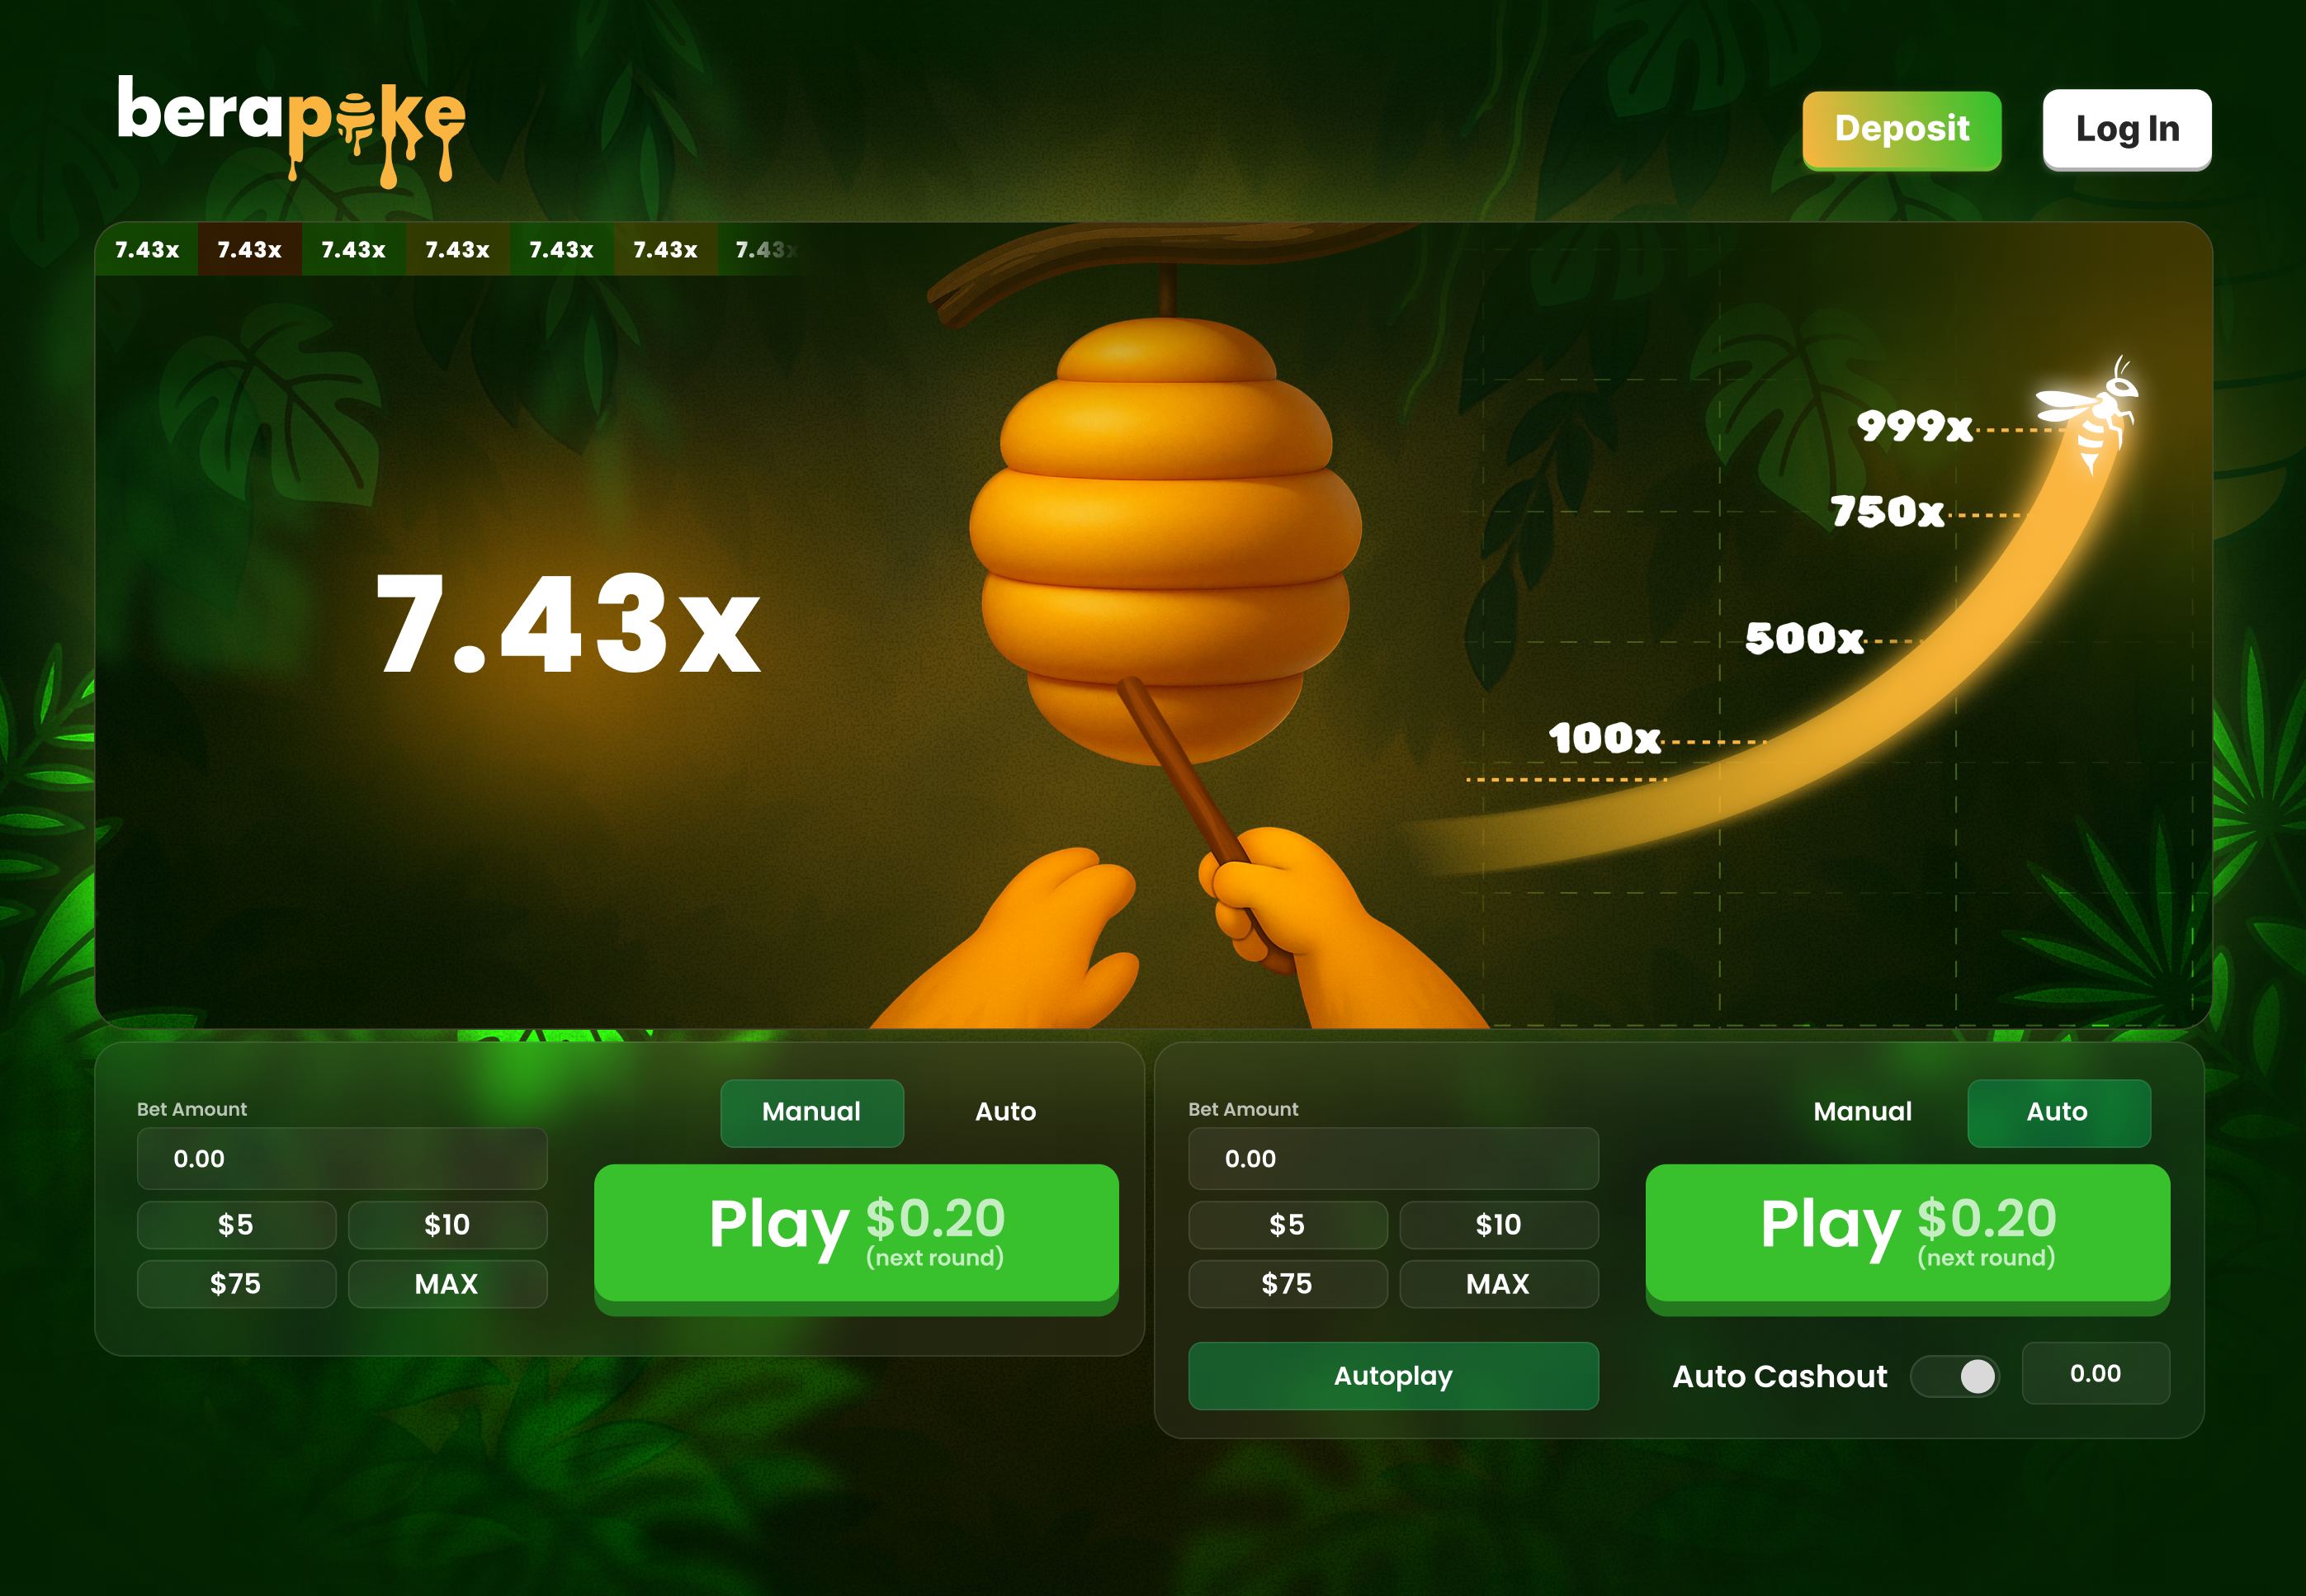 berapoke
Deposit
Log In
7.43x 7.43x 7.43x 7.43x 7.43x 7.43x 7.43x
999x
750x
7.43x
500x
100x
Bet Amount
Manual Auto
0.00
$5 $10
$75 MAX
Play $0.20
(next round)
Bet Amount
Manual Auto
0.00
$5 $10
$75 MAX
Play $0.20
(next round)
Autoplay
Auto Cashout 0.00